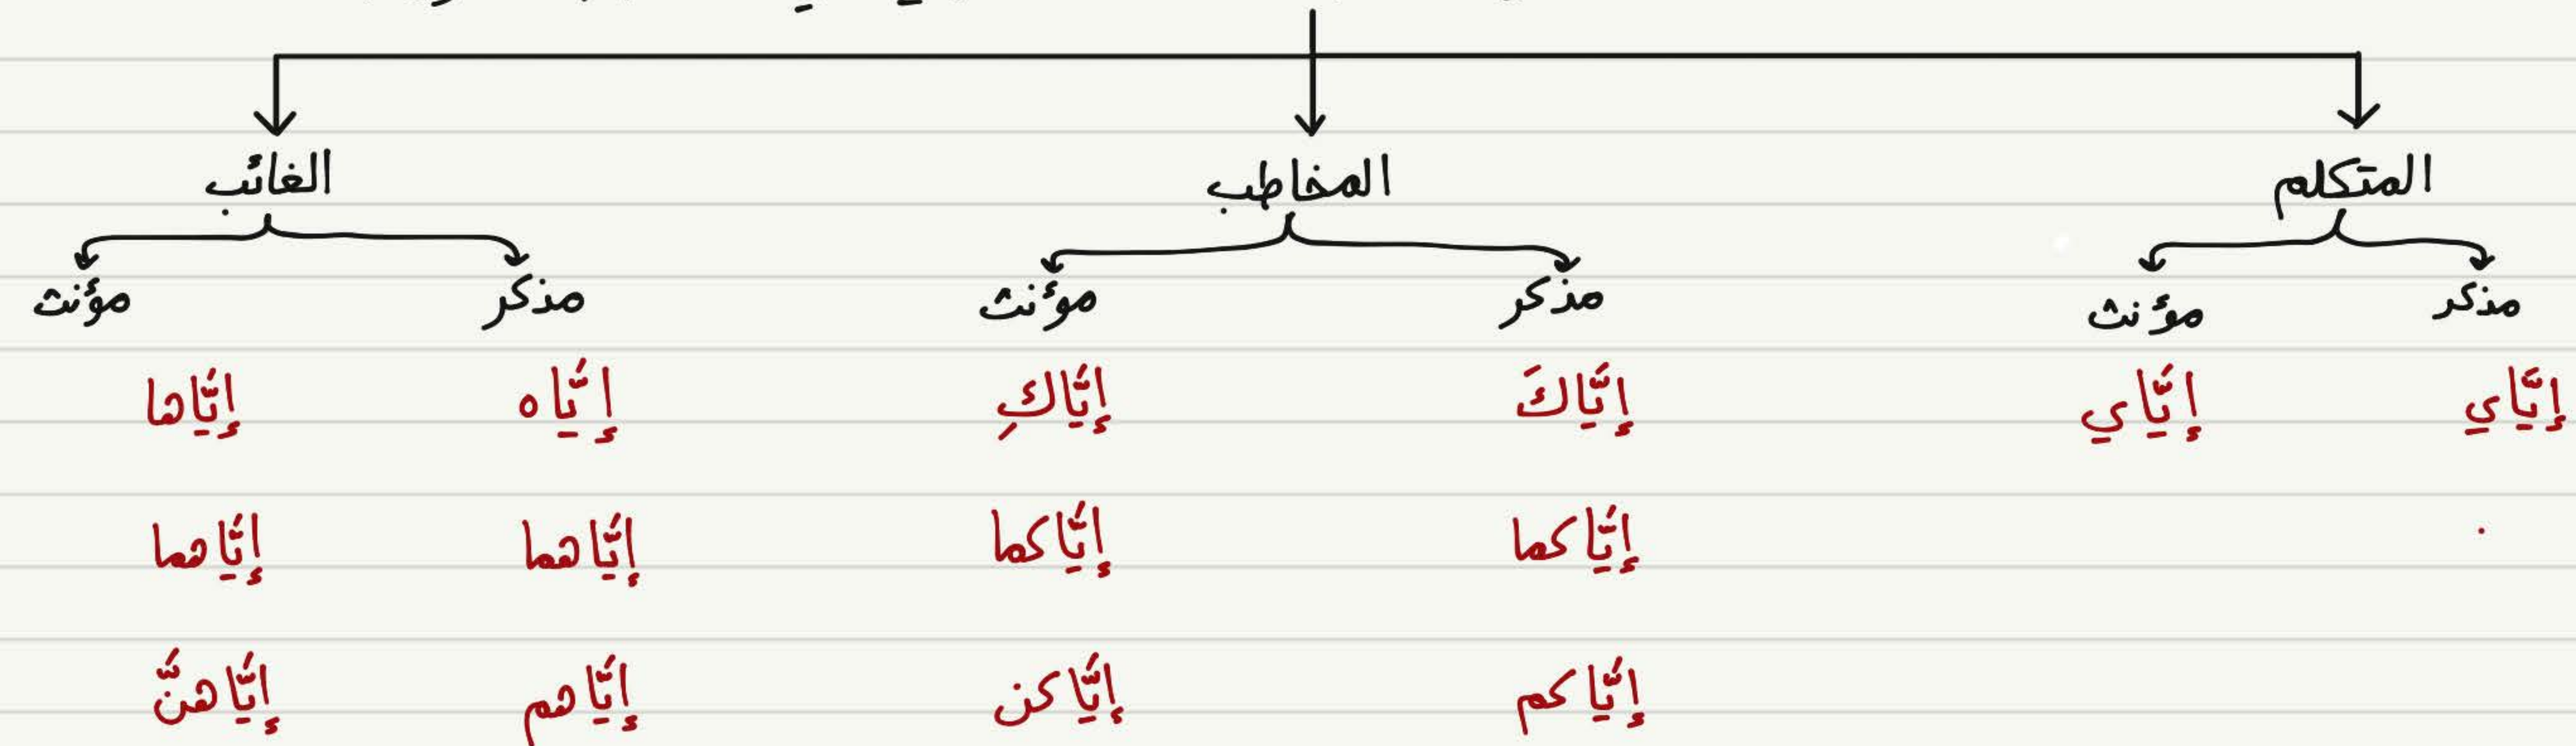 المتكلم المخاطب الغائب
مذكر مؤنث مذكر مؤنث مذكر مؤنث
إيَّاي إيَّاي إيَّاكَ إيَّاكِ إيَّاه إيَّاها
إيَّاكما إيَّاكما إيَّاهما إيَّاهما
إيَّاكم إيَّاكن إيَّاهم إيَّاهنَّ